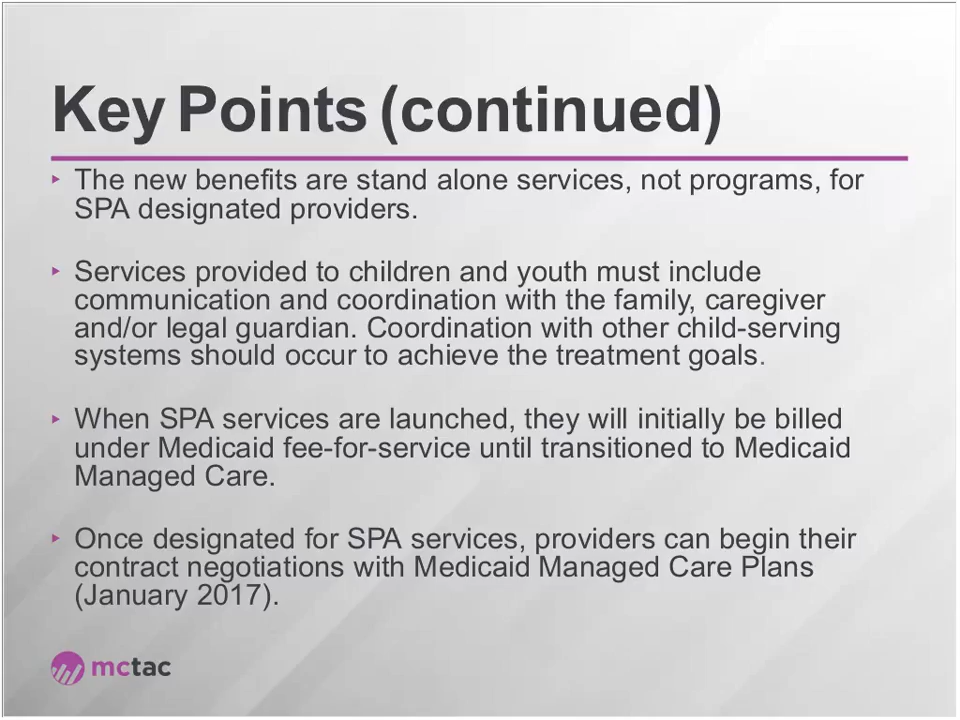 Key Points (continued)
‣ The new benefits are stand alone services, not programs, for
SPA designated providers.
‣ Services provided to children and youth must include
communication and coordination with the family, caregiver
and/or legal guardian. Coordination with other child-serving
systems should occur to achieve the treatment goals.
‣ When SPA services are launched, they will initially be billed
under Medicaid fee-for-service until transitioned to Medicaid
Managed Care.
‣ Once designated for SPA services, providers can begin their
contract negotiations with Medicaid Managed Care Plans
(January 2017).
mctac